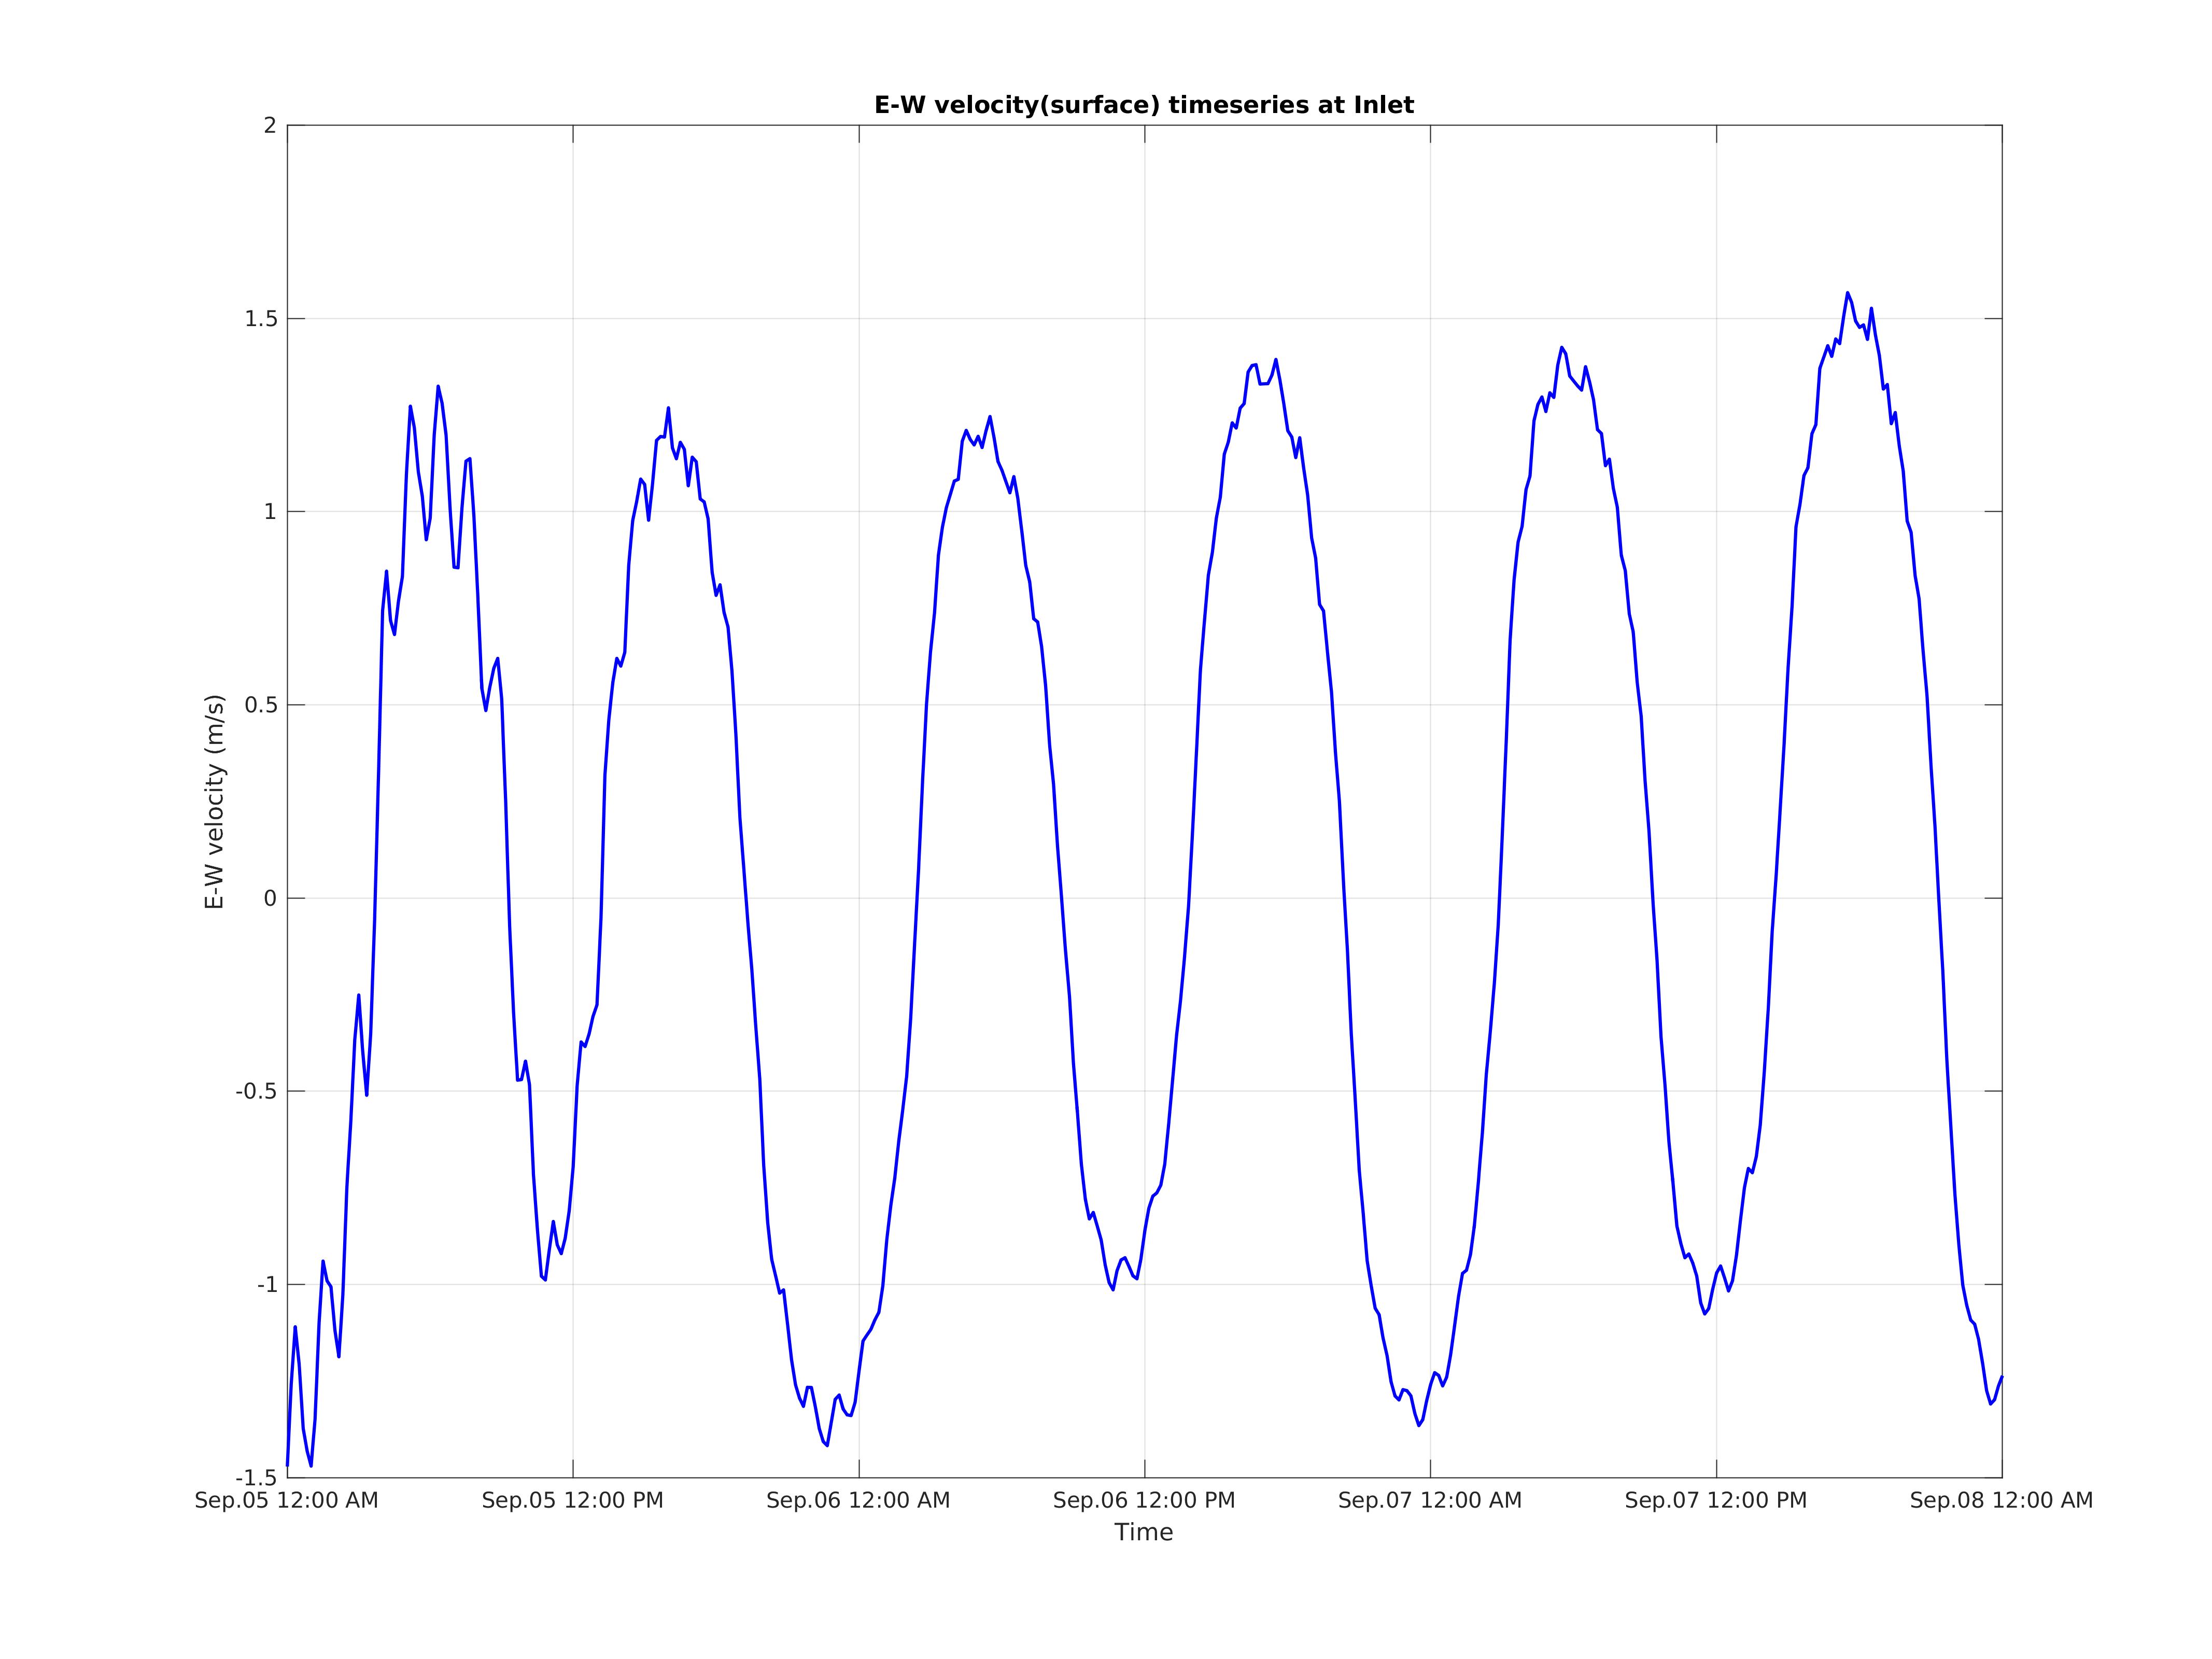 E-W velocity(surface) timeseries at Inlet
2
1.5
1
0.5
0
-0.5
-1
-1.5
E-W velocity (m/s)
Sep.05 12:00 AM
Sep.05 12:00 PM
Sep.06 12:00 AM
Sep.06 12:00 PM
Sep.07 12:00 AM
Sep.07 12:00 PM
Sep.08 12:00 AM
Time